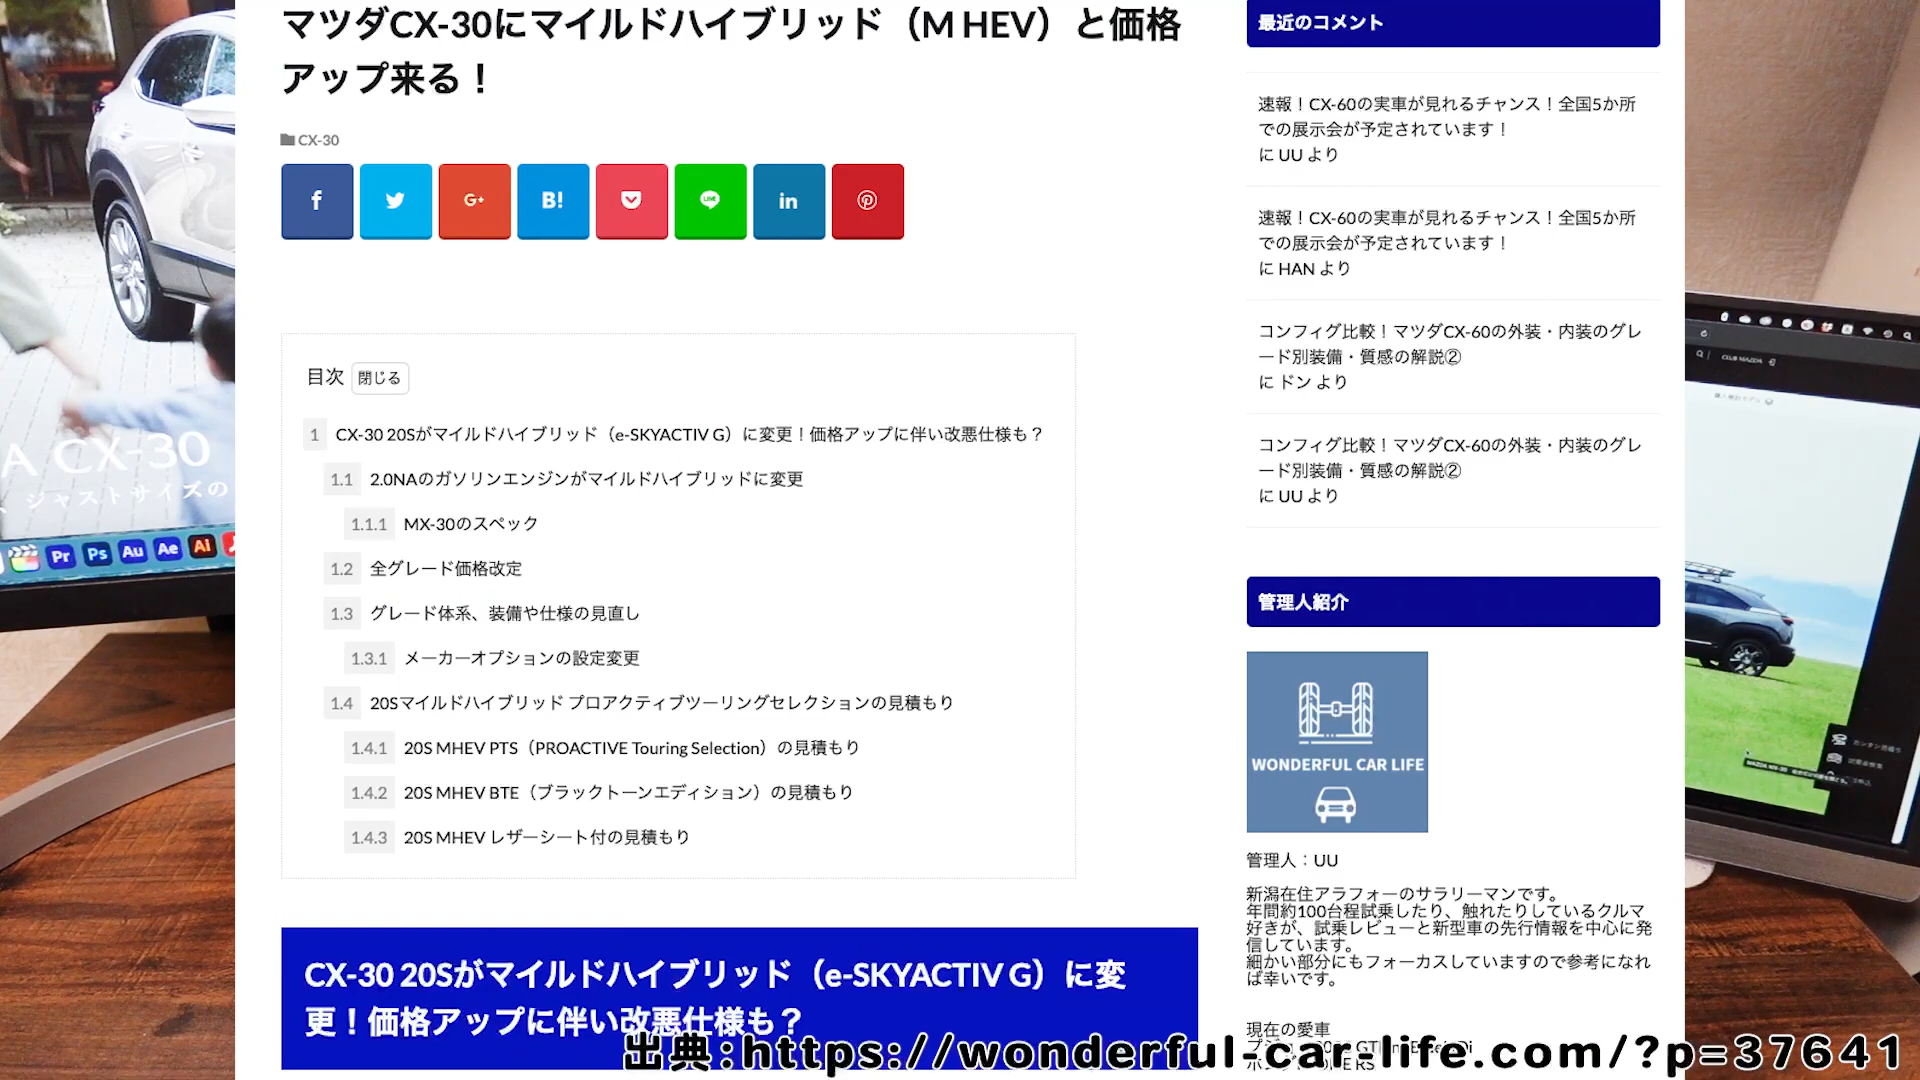 マツダCX-30にマイルドハイブリッド（M HEV）と価格
アップ来る！
CX-30
f
G+
B!
LINE
in
目次 閉じる
1 CX-30 20Sがマイルドハイブリッド（e-SKYACTIV G）に変更！価格アップに伴い改悪仕様も？
1.1 2.0NAのガソリンエンジンがマイルドハイブリッドに変更
1.1.1 MX-30のスペック
1.2 全グレード価格改定
1.3 グレード体系、装備や仕様の見直し
1.3.1 メーカーオプションの設定変更
1.4 20Sマイルドハイブリッド プロアクティブツーリングセレクションの見積もり
1.4.1 20S MHEV PTS（PROACTIVE Touring Selection）の見積もり
1.4.2 20S MHEV BTE（ブラックトーンエディション）の見積もり
1.4.3 20S MHEV レザーシート付の見積もり
CX-30 20Sがマイルドハイブリッド（e-SKYACTIV G）に変
更！価格アップに伴い改悪仕様も？
最近のコメント
速報！CX-60の実車が見れるチャンス！全国5か所
での展示会が予定されています！
に UU より
速報！CX-60の実車が見れるチャンス！全国5か所
での展示会が予定されています！
に HAN より
コンフィグ比較！マツダCX-60の外装・内装のグレ
ード別装備・質感の解説②
に ドン より
コンフィグ比較！マツダCX-60の外装・内装のグレ
ード別装備・質感の解説②
に UU より
管理人紹介
WONDERFUL CAR LIFE
管理人：UU
新潟在住アラフォーのサラリーマンです。
年間約100台程試乗したり、触れたりしているクルマ
好きが、試乗レビューと新型車の先行情報を中心に発
信しています。
細かい部分にもフォーカスしていますので参考になれ
ば幸いです。
現在の愛車
出典:https://wonderful-car-life.com/?p=37641
A CX-30
、ジャストサイズの
Pr Ps Au Ae Ai
CLUB MAZDA